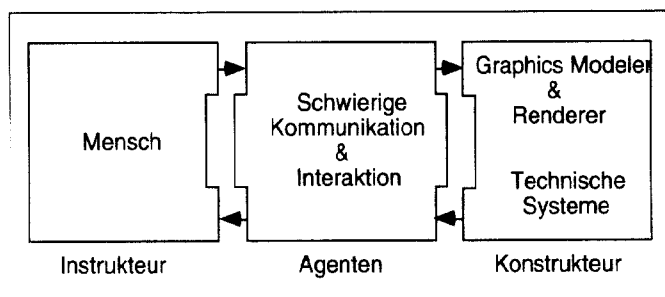 Mensch
Schwierige
Kommunikation
&
Interaktion
Graphics Modeler
&
Renderer
Technische
Systeme
Instrukteur
Agenten
Konstrukteur